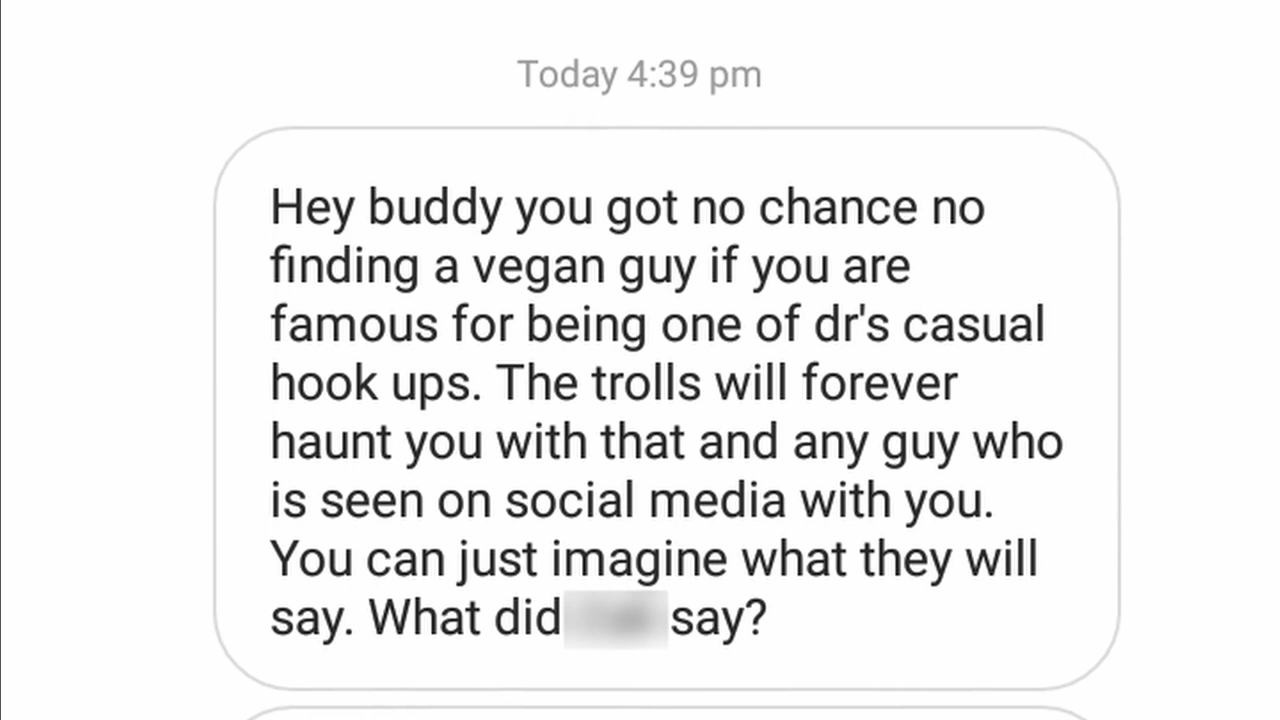 Today 4:39 pm
Hey buddy you got no chance no
finding a vegan guy if you are
famous for being one of dr's casual
hook ups. The trolls will forever
haunt you with that and any guy who
is seen on social media with you.
You can just imagine what they will
say. What did say?